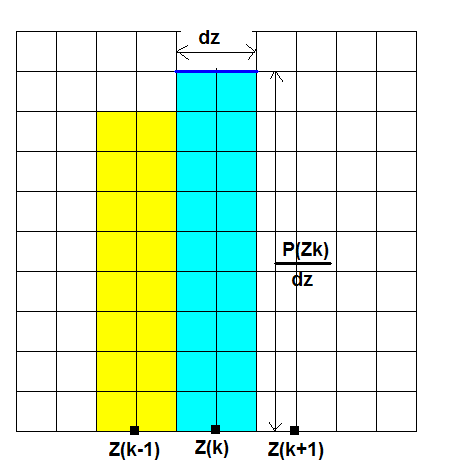 dz
P(Zk)
dz
Z(k-1)
Z(k)
Z(k+1)